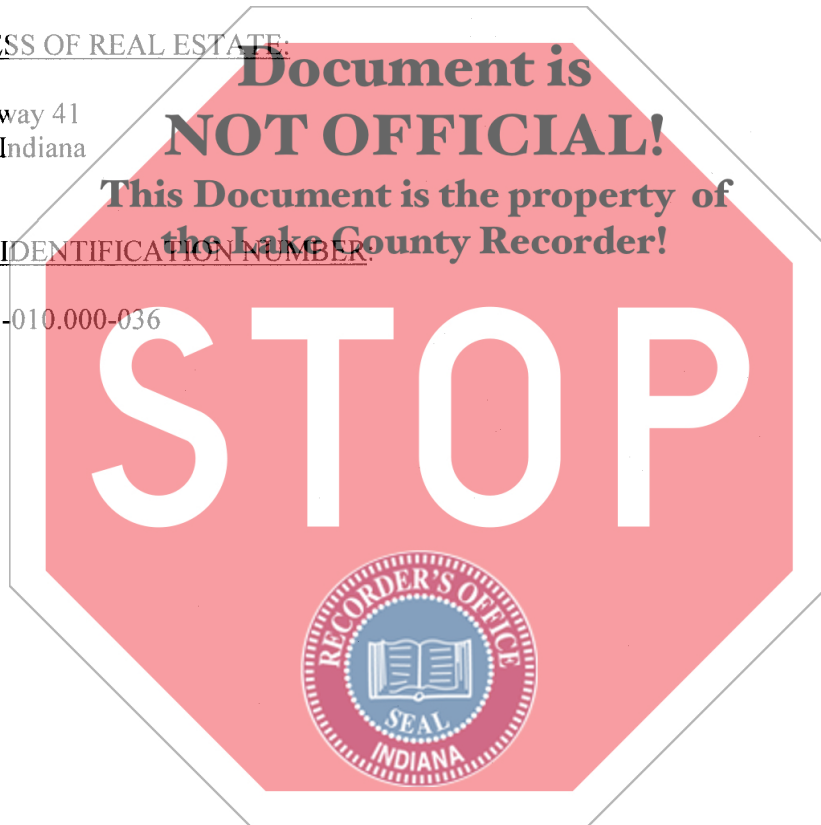 ESS OF REAL ESTATE:
Document is
way 41
NOT OFFICIAL!
Indiana
This Document is the property of
the Lake County Recorder!
IDENTIFICATION NUMBER:
-010.000-036
STOP
RECORDER'S OFFICE
SEAL
INDIANA